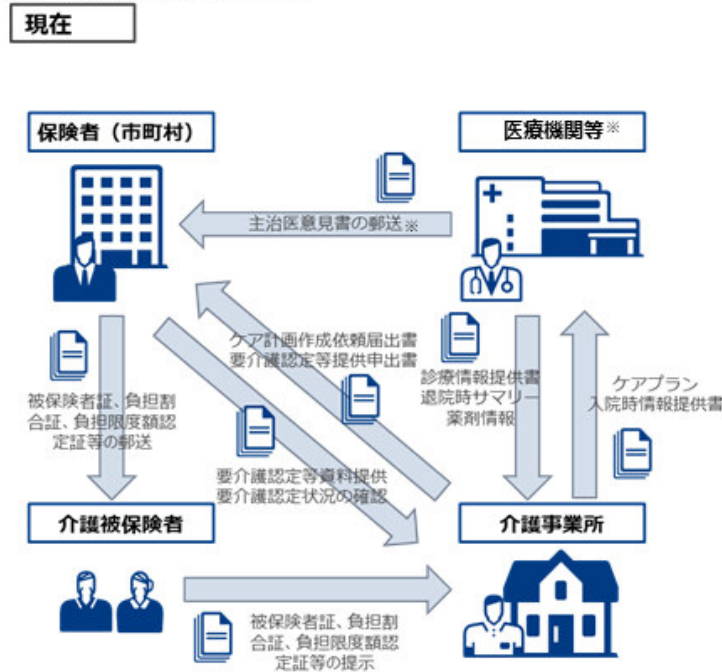 現在
保険者（市町村）
医療機関等※
主治医意見書の郵送※
ケア計画作成依頼届出書
要介護認定等提供申出書
診療情報提供書
退院時サマリー
薬剤情報
ケアプラン
入院時情報提供書
被保険者証、負担割
合証、負担限度額認
定証等の郵送
要介護認定等資料提供
要介護認定状況の確認
介護被保険者
介護事業所
被保険者証、負担割
合証、負担限度額認
定証等の提示